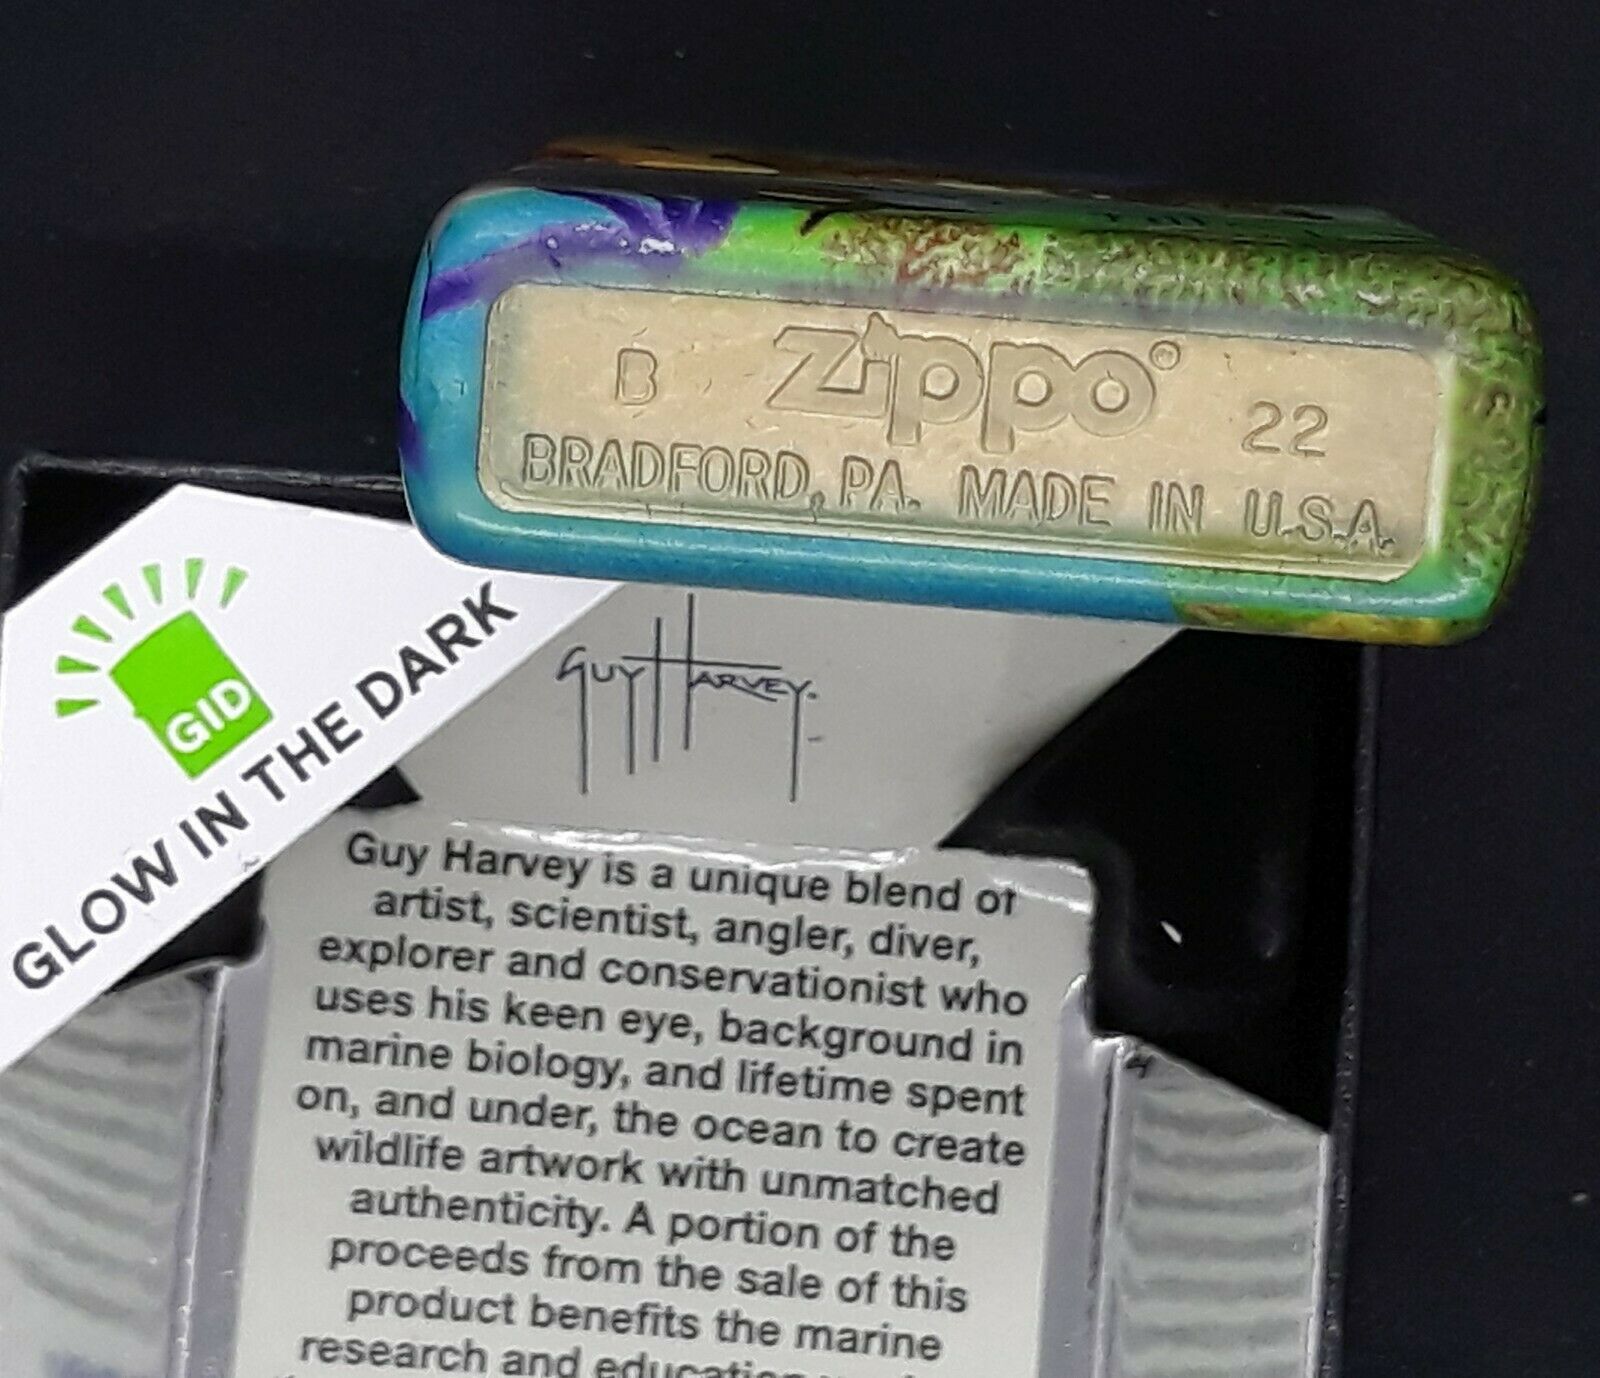 B Zippo® 22
BRADFORD, PA. MADE IN U.S.A.
GID
GLOW IN THE DARK
GUY HARVEY.
Guy Harvey is a unique blend of
artist, scientist, angler, diver,
explorer and conservationist who
uses his keen eye, background in
marine biology, and lifetime spent
on, and under, the ocean to create
wildlife artwork with unmatched
authenticity. A portion of the
proceeds from the sale of this
product benefits the marine
research and education